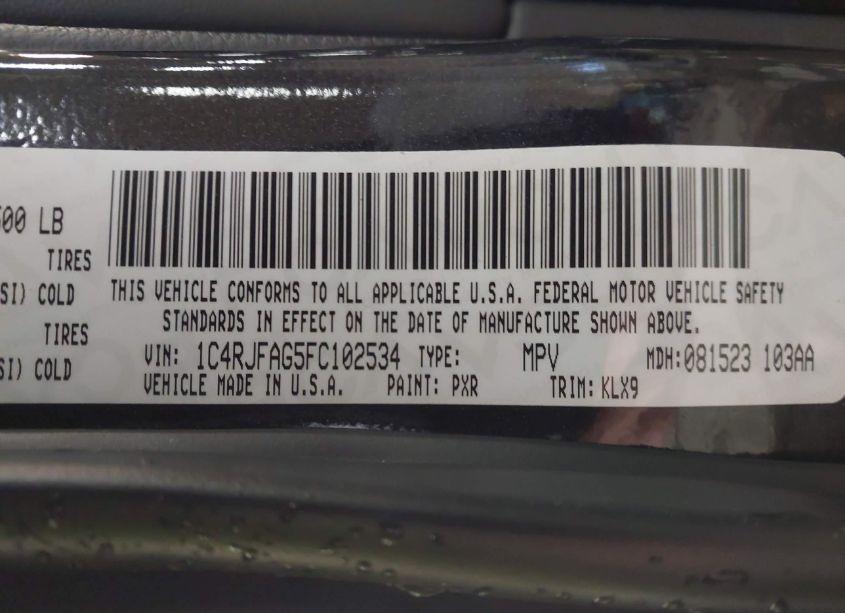 500 LB
TIRES
SI) COLD
TIRES
SI) COLD
THIS VEHICLE CONFORMS TO ALL APPLICABLE U.S.A. FEDERAL MOTOR VEHICLE SAFETY
STANDARDS IN EFFECT ON THE DATE OF MANUFACTURE SHOWN ABOVE.
VIN: 1C4RJFAG5FC102534 TYPE: MPV MDH:081523 103AA
VEHICLE MADE IN U.S.A. PAINT: PXR TRIM: KLX9